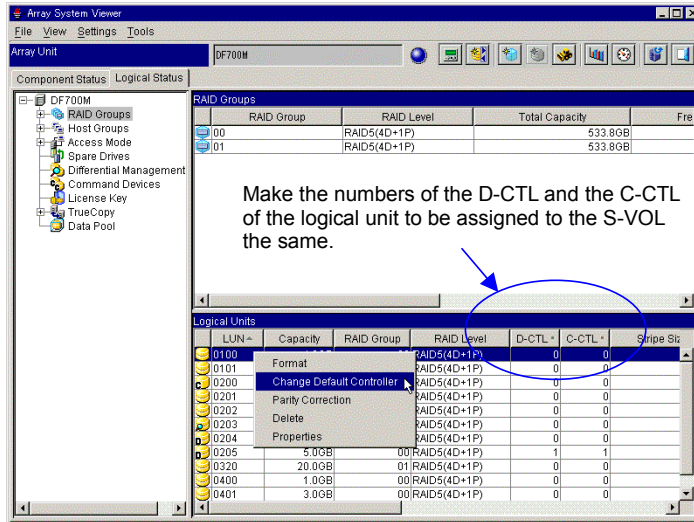 Array System Viewer
File View Settings Tools
Array Unit
DF700M
Component Status Logical Status
DF700M
RAID Groups
Host Groups
Access Mode
Spare Drives
Differential Management
Command Devices
License Key
TrueCopy
Data Pool
RAID Groups
RAID Group RAID Level Total Capacity Fre
00 RAID5(4D+1P) 533.8GB
01 RAID5(4D+1P) 533.8GB
Make the numbers of the D-CTL and the C-CTL
of the logical unit to be assigned to the S-VOL
the same.
Logical Units
LUN Capacity RAID Group RAID Level D-CTL * C-CTL * Stripe Siz
0100 RAID5(4D+1P) 0 0
0101 RAID5(4D+1P) 0 0
0200 RAID5(4D+1P) 0 0
0201 RAID5(4D+1P) 0 0
0202 RAID5(4D+1P) 0 0
0203 RAID5(4D+1P) 0 0
0204 RAID5(4D+1P) 0 0
0205 5.0GB 00 RAID5(4D+1P) 1 1
0320 20.0GB 01 RAID5(4D+1P) 0 0
0400 1.0GB 00 RAID5(4D+1P) 0 0
0401 3.0GB 00 RAID5(4D+1P) 0 0
Format
Change Default Controller
Parity Correction
Delete
Properties